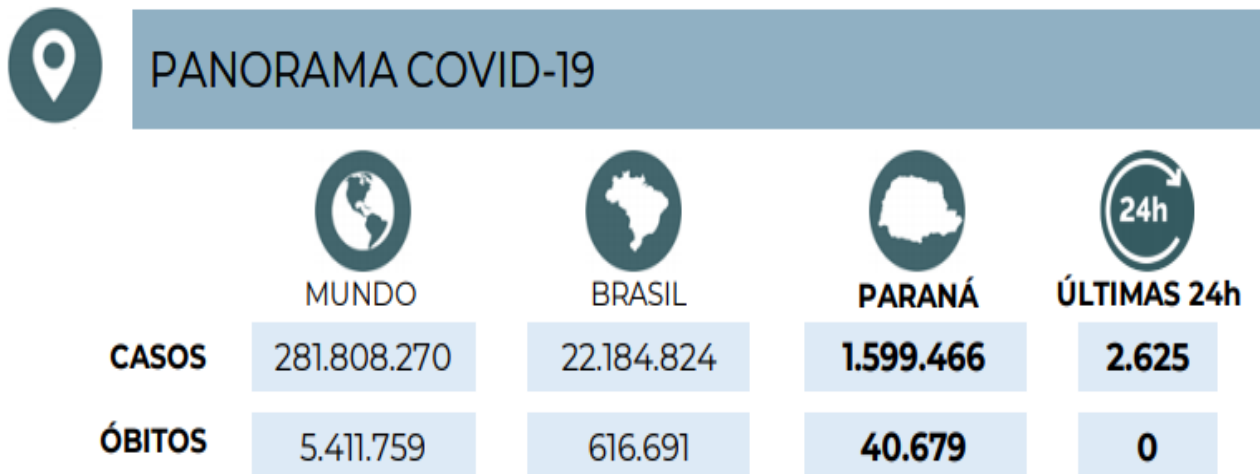 PANORAMA COVID-19
24h
MUNDO BRASIL PARANÁ ÚLTIMAS 24h
CASOS 281.808.270 22.184.824 1.599.466 2.625
ÓBITOS 5.411.759 616.691 40.679 0